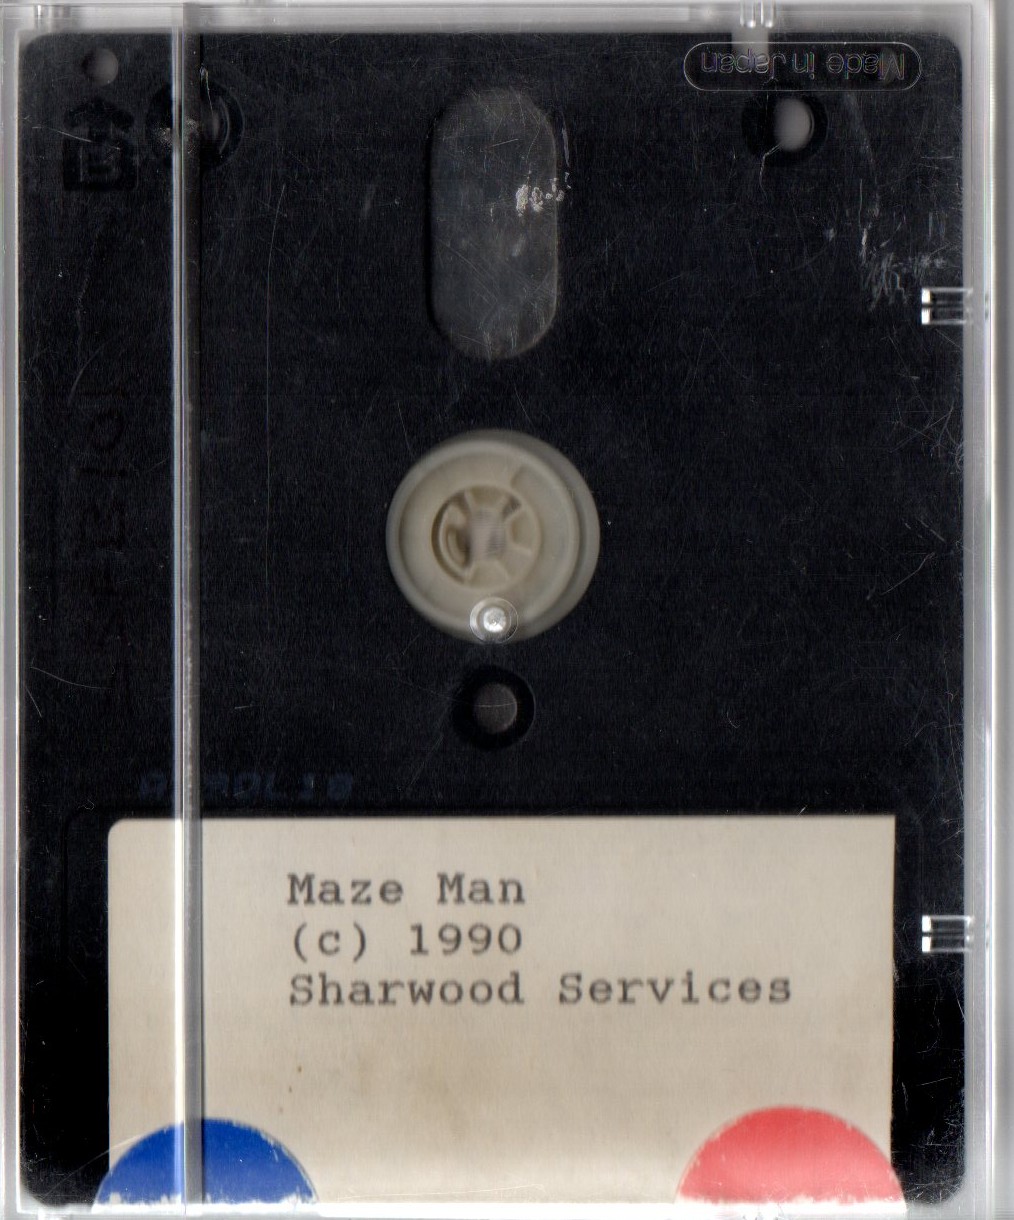 Made in Japan
B
Maze Man
(c) 1990
Sharwood Services